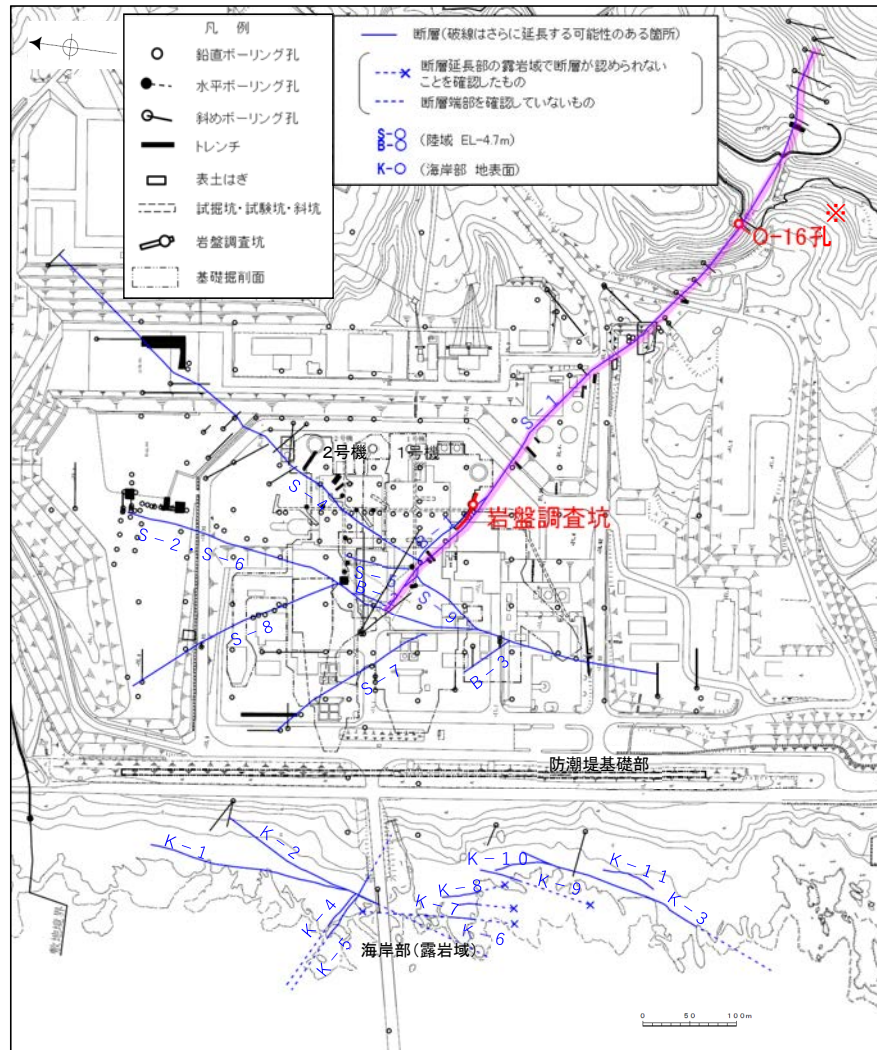 凡 例
鉛直ボーリング孔
水平ボーリング孔
斜めボーリング孔
トレンチ
表土はぎ
試掘坑・試験坑・斜坑
岩盤調査坑
基礎掘削面
断層(破線はさらに延長する可能性のある箇所)
断層延長部の露岩域で断層が認められない
ことを確認したもの
断層端部を確認していないもの
S-○
B-○
(陸域 EL-4.7m)
K-○
(海岸部 地表面)
※
O-16孔
S-1
2号機
1号機
S-4
岩盤調査坑
B-1
S-2, S-6
S-9
S-8
S-7
B-3
防潮堤基礎部
K-1
K-2
K-10
K-11
K-9
K-8
K-7
K-3
K-6
K-4
K-5
海岸部(露岩域)
敷地境界
0 50 100m